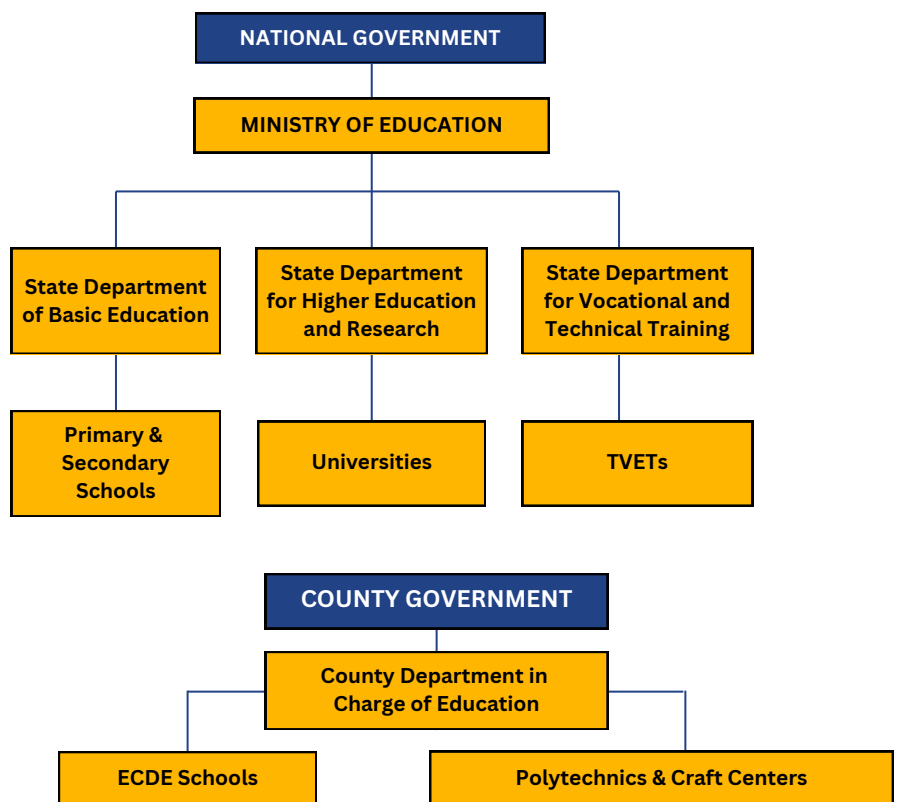 NATIONAL GOVERNMENT
MINISTRY OF EDUCATION
State Department
of Basic Education
State Department
for Higher Education
and Research
State Department
for Vocational and
Technical Training
Primary &
Secondary
Schools
Universities
TVETs
COUNTY GOVERNMENT
County Department in
Charge of Education
ECDE Schools
Polytechnics & Craft Centers